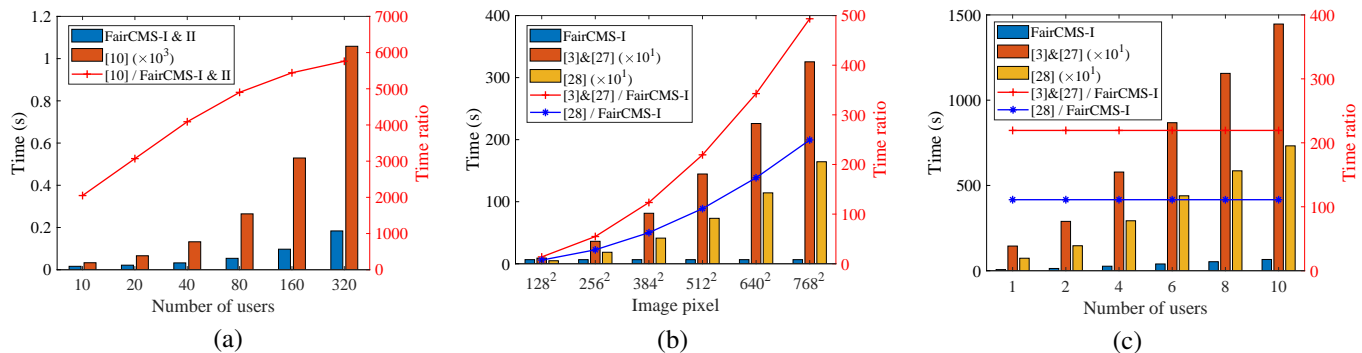 1.2
1
0.8
0.6
0.4
0.2
0
Time (s)
FairCMS-I & II
[10] (×10³)
[10] / FairCMS-I & II
7000
6000
5000
4000
3000
2000
1000
0
Time ratio
10 20 40 80 160 320
Number of users
(a)
400
300
200
100
0
Time (s)
FairCMS-I
[3]&[27] (×10¹)
[28] (×10¹)
[3]&[27] / FairCMS-I
[28] / FairCMS-I
500
400
300
200
100
0
Time ratio
128² 256² 384² 512² 640² 768²
Image pixel
(b)
1500
1000
500
0
Time (s)
FairCMS-I
[3]&[27] (×10¹)
[28] (×10¹)
[3]&[27] / FairCMS-I
[28] / FairCMS-I
400
300
200
100
0
Time ratio
1 2 4 6 8 10
Number of users
(c)